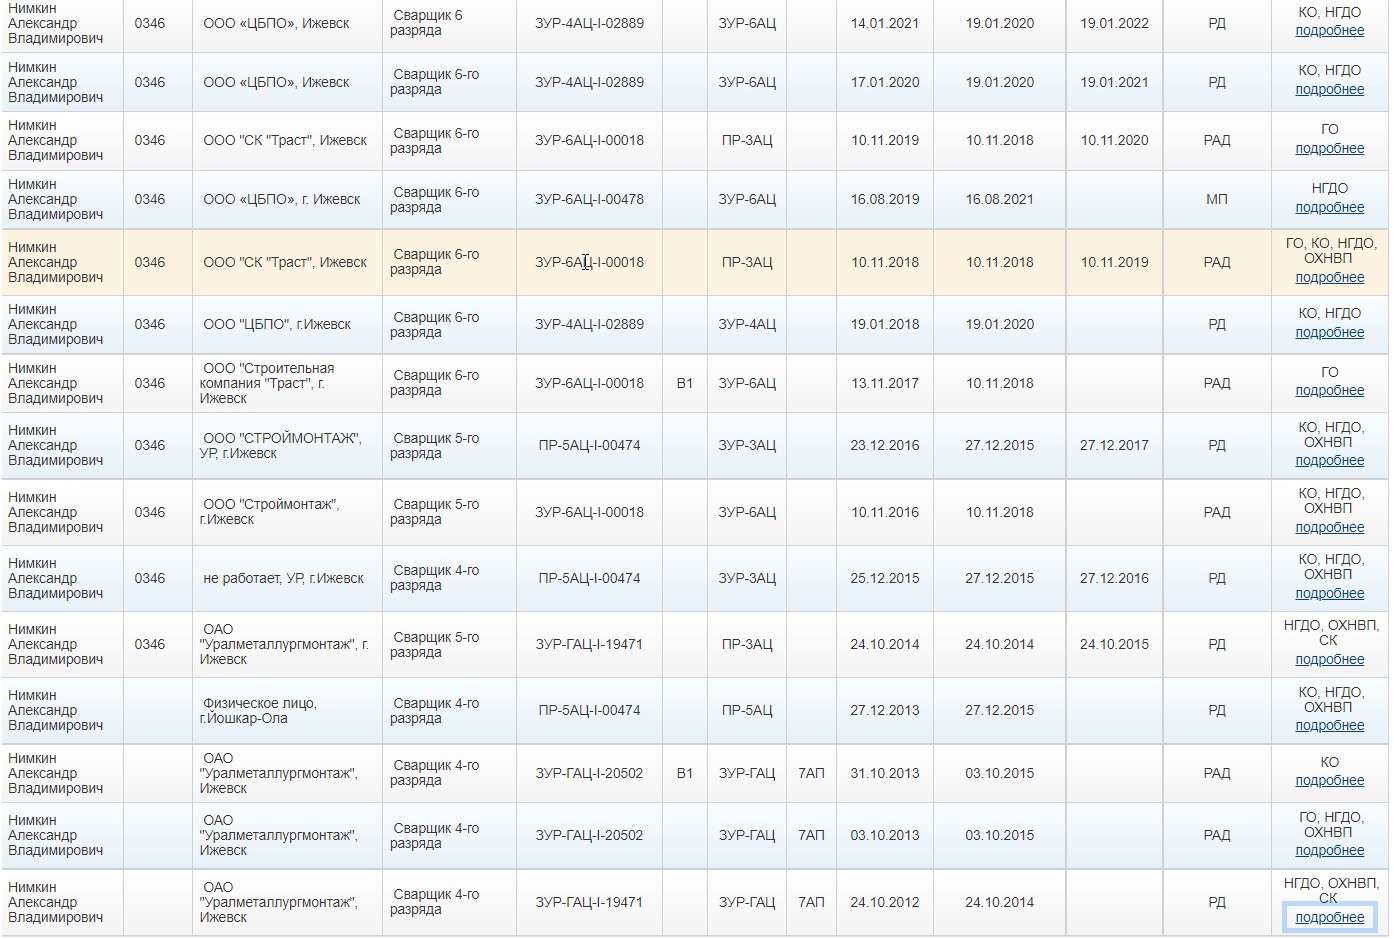 Нимкин Александр Владимирович 0346 ООО «ЦБПО», Ижевск Сварщик 6 разряда ЗУР-4АЦ-I-02889 ЗУР-6АЦ 14.01.2021 19.01.2020 19.01.2022 РД КО, НГДО подробнее
Нимкин Александр Владимирович 0346 ООО «ЦБПО», Ижевск Сварщик 6-го разряда ЗУР-4АЦ-I-02889 ЗУР-6АЦ 17.01.2020 19.01.2020 19.01.2021 РД КО, НГДО подробнее
Нимкин Александр Владимирович 0346 ООО "СК "Траст", Ижевск Сварщик 6-го разряда ЗУР-6АЦ-I-00018 ПР-3АЦ 10.11.2019 10.11.2018 10.11.2020 РАД ГО подробнее
Нимкин Александр Владимирович 0346 ООО «ЦБПО», г. Ижевск Сварщик 6-го разряда ЗУР-6АЦ-I-00478 ЗУР-6АЦ 16.08.2019 16.08.2021 МП НГДО подробнее
Нимкин Александр Владимирович 0346 ООО "СК "Траст", Ижевск Сварщик 6-го разряда ЗУР-6АЦ-I-00018 ПР-3АЦ 10.11.2018 10.11.2018 10.11.2019 РАД ГО, КО, НГДО, ОХНВП подробнее
Нимкин Александр Владимирович 0346 ООО "ЦБПО", г.Ижевск Сварщик 6-го разряда ЗУР-4АЦ-I-02889 ЗУР-4АЦ 19.01.2018 19.01.2020 РД КО, НГДО подробнее
Нимкин Александр Владимирович 0346 ООО "Строительная компания "Траст", г. Ижевск Сварщик 6-го разряда ЗУР-6АЦ-I-00018 В1 ЗУР-6АЦ 13.11.2017 10.11.2018 РАД ГО подробнее
Нимкин Александр Владимирович 0346 ООО "СТРОЙМОНТАЖ", УР, г.Ижевск Сварщик 5-го разряда ПР-5АЦ-I-00474 ЗУР-3АЦ 23.12.2016 27.12.2015 27.12.2017 РД КО, НГДО, ОХНВП подробнее
Нимкин Александр Владимирович 0346 ООО "Строймонтаж", г.Ижевск Сварщик 5-го разряда ЗУР-6АЦ-I-00018 ЗУР-6АЦ 10.11.2016 10.11.2018 РАД КО, НГДО, ОХНВП подробнее
Нимкин Александр Владимирович 0346 не работает, УР, г.Ижевск Сварщик 4-го разряда ПР-5АЦ-I-00474 ЗУР-3АЦ 25.12.2015 27.12.2015 27.12.2016 РД КО, НГДО, ОХНВП подробнее
Нимкин Александр Владимирович 0346 ОАО "Уралметаллургмонтаж", г. Ижевск Сварщик 5-го разряда ЗУР-ГАЦ-I-19471 ПР-3АЦ 24.10.2014 24.10.2014 24.10.2015 РД НГДО, ОХНВП, СК подробнее
Нимкин Александр Владимирович Физическое лицо, г.Йошкар-Ола Сварщик 4-го разряда ПР-5АЦ-I-00474 ПР-5АЦ 27.12.2013 27.12.2015 РД КО, НГДО, ОХНВП подробнее
Нимкин Александр Владимирович ОАО "Уралметаллургмонтаж", Ижевск Сварщик 4-го разряда ЗУР-ГАЦ-I-20502 В1 ЗУР-ГАЦ 7АП 31.10.2013 03.10.2015 РАД КО подробнее
Нимкин Александр Владимирович ОАО "Уралметаллургмонтаж", Ижевск Сварщик 4-го разряда ЗУР-ГАЦ-I-20502 ЗУР-ГАЦ 7АП 03.10.2013 03.10.2015 РАД ГО, НГДО, ОХНВП подробнее
Нимкин Александр Владимирович ОАО "Уралметаллургмонтаж", Ижевск Сварщик 4-го разряда ЗУР-ГАЦ-I-19471 ЗУР-ГАЦ 7АП 24.10.2012 24.10.2014 РД НГДО, ОХНВП, СК подробнее